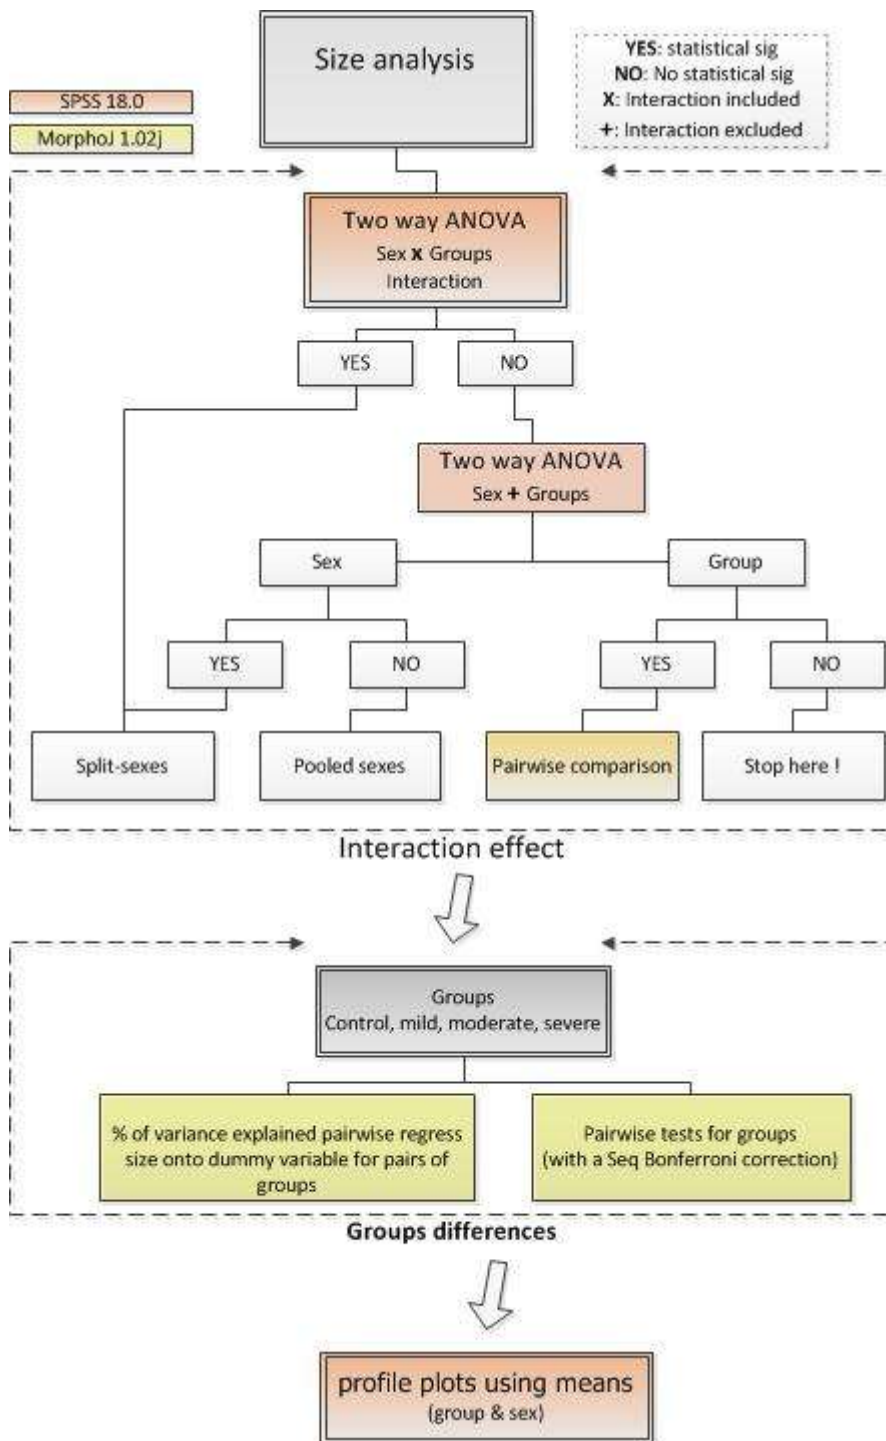 Size analysis
YES: statistical sig
NO: No statistical sig
X: Interaction included
+: Interaction excluded
SPSS 18.0
MorphoJ 1.02j
Two way ANOVA
Sex x Groups
Interaction
YES
NO
Two way ANOVA
Sex + Groups
Sex
Group
YES
NO
YES
NO
Split-sexes
Pooled sexes
Pairwise comparison
Stop here !
Interaction effect
Groups
Control, mild, moderate, severe
% of variance explained pairwise regress
size onto dummy variable for pairs of
groups
Pairwise tests for groups
(with a Seq Bonferroni correction)
Groups differences
profile plots using means
(group & sex)